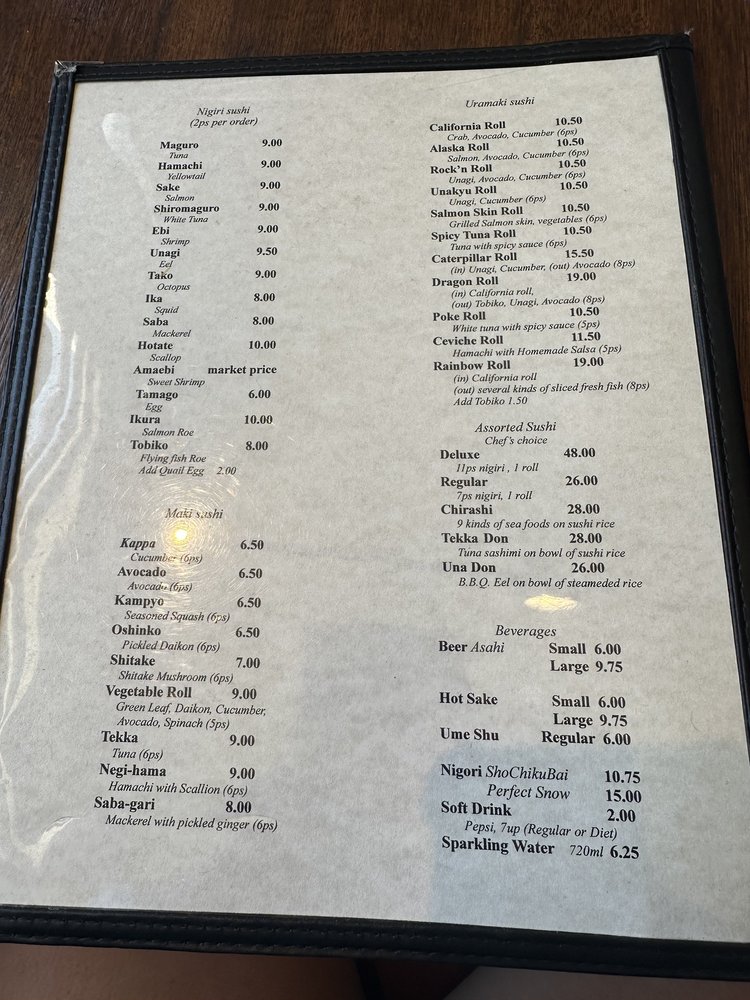 Nigiri sushi
(2ps per order)
Maguro 9.00
Tuna
Hamachi 9.00
Yellowtail
Sake 9.00
Salmon
Shiromaguro 9.00
White Tuna
Ebi 9.00
Shrimp
Unagi 9.50
Eel
Tako 9.00
Octopus
Ika 8.00
Squid
Saba 8.00
Mackerel
Hotate 10.00
Scallop
Amaebi market price
Sweet Shrimp
Tamago 6.00
Egg
Ikura 10.00
Salmon Roe
Tobiko 8.00
Flying fish Roe
Add Quail Egg 2.00
Maki sushi
Kappa 6.50
Cucumber (6ps)
Avocado 6.50
Avocado (6ps)
Kampyo 6.50
Seasoned Squash (6ps)
Oshinko 6.50
Pickled Daikon (6ps)
Shitake 7.00
Shitake Mushroom (6ps)
Vegetable Roll 9.00
Green Leaf, Daikon, Cucumber,
Avocado, Spinach (5ps)
Tekka 9.00
Tuna (6ps)
Negi-hama 9.00
Hamachi with Scallion (6ps)
Saba-gari 8.00
Mackerel with pickled ginger (6ps)
Uramaki sushi
California Roll 10.50
Crab, Avocado, Cucumber (6ps)
Alaska Roll 10.50
Salmon, Avocado, Cucumber (6ps)
Rock'n Roll 10.50
Unagi, Avocado, Cucumber (6ps)
Unakyu Roll 10.50
Unagi, Cucumber (6ps)
Salmon Skin Roll 10.50
Grilled Salmon skin, vegetables (6ps)
Spicy Tuna Roll 10.50
Tuna with spicy sauce (6ps)
Caterpillar Roll 15.50
(in) Unagi, Cucumber, (out) Avocado (8ps)
Dragon Roll 19.00
(in) California roll,
(out) Tobiko, Unagi, Avocado (8ps)
Poke Roll 10.50
White tuna with spicy sauce (5ps)
Ceviche Roll 11.50
Hamachi with Homemade Salsa (5ps)
Rainbow Roll 19.00
(in) California roll
(out) several kinds of sliced fresh fish (8ps)
Add Tobiko 1.50
Assorted Sushi
Chef's choice
Deluxe 48.00
11ps nigiri , 1 roll
Regular 26.00
7ps nigiri, 1 roll
Chirashi 28.00
9 kinds of sea foods on sushi rice
Tekka Don 28.00
Tuna sashimi on bowl of sushi rice
Una Don 26.00
B.B.Q. Eel on bowl of steameded rice
Beverages
Beer Asahi Small 6.00
Large 9.75
Hot Sake Small 6.00
Large 9.75
Ume Shu Regular 6.00
Nigori ShoChikuBai 10.75
Perfect Snow 15.00
Soft Drink 2.00
Pepsi, 7up (Regular or Diet)
Sparkling Water 720ml 6.25